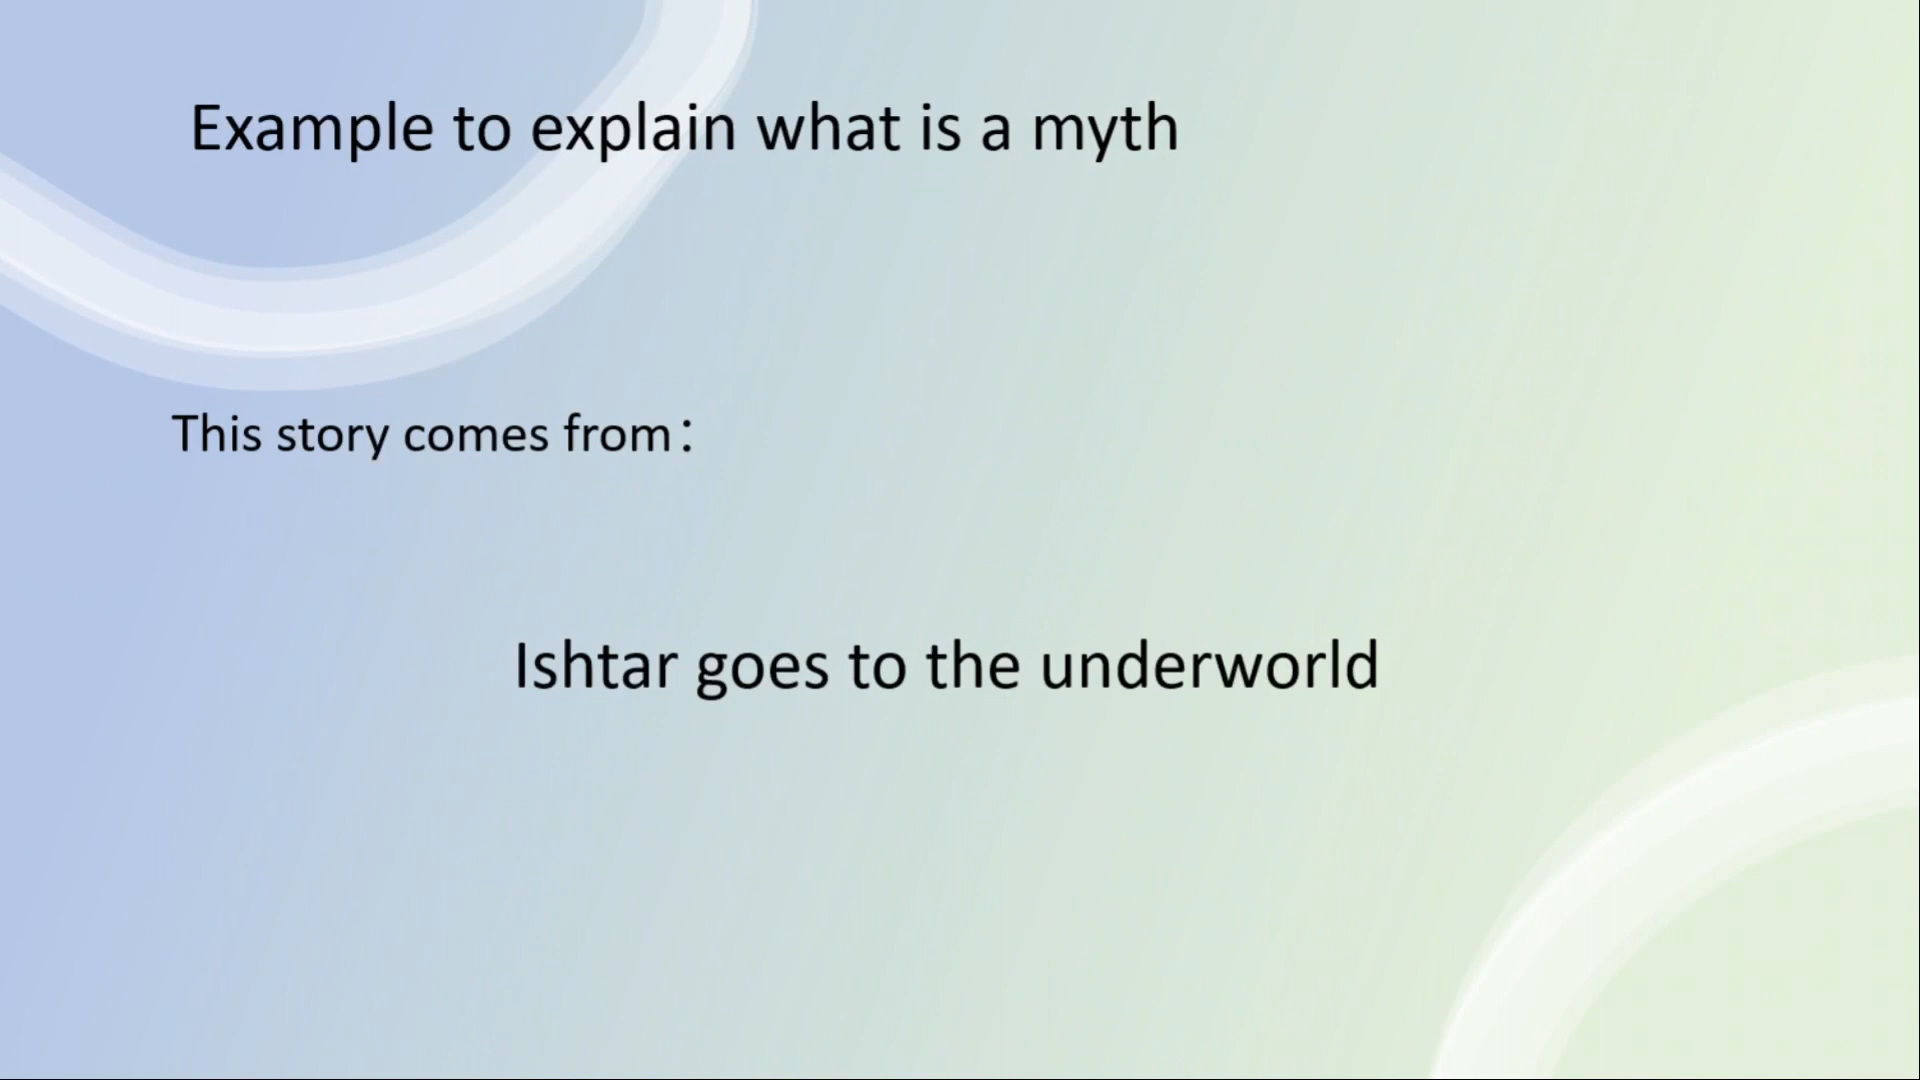 Example to explain what is a myth
This story comes from：
Ishtar goes to the underworld